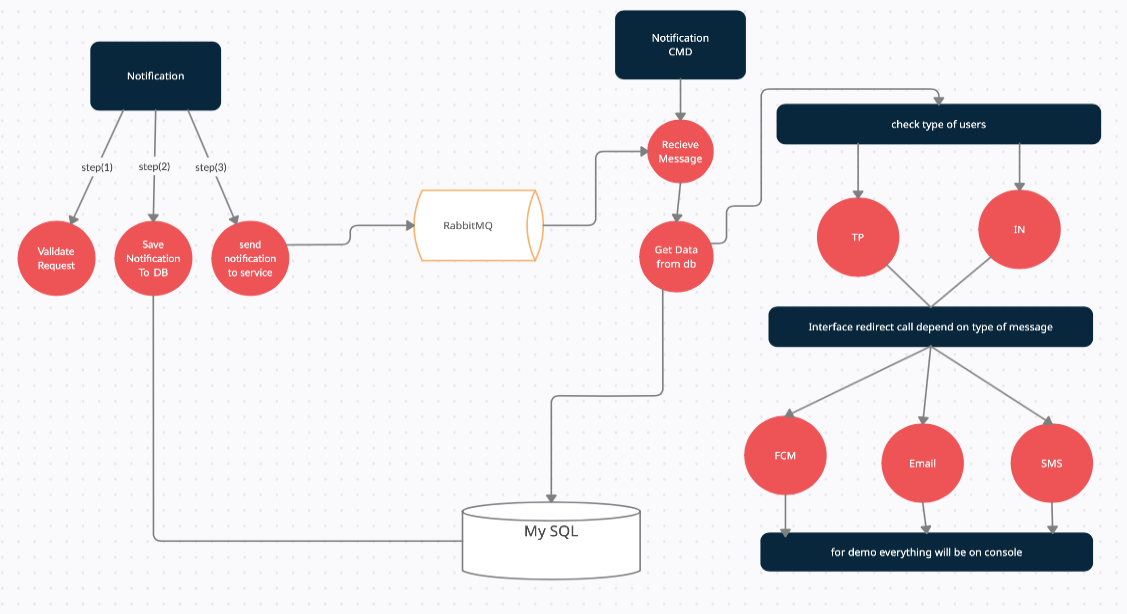 Notification
step(1)
step(2)
step(3)
Validate
Request
Save
Notification
To DB
send
notification
to service
RabbitMQ
Notification
CMD
Recieve
Message
Get Data
from db
My SQL
check type of users
TP
IN
Interface redirect call depend on type of message
FCM
Email
SMS
for demo everything will be on console